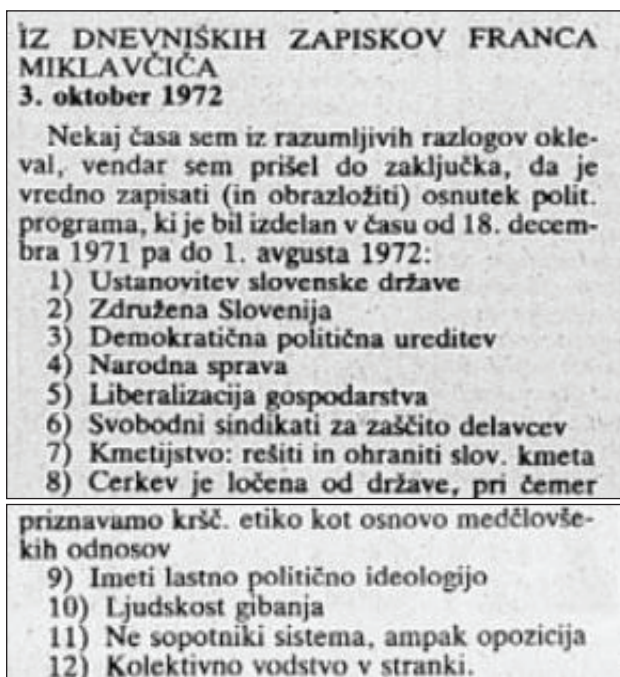 IZ DNEVNIŠKIH ZAPISKOV FRANCA
MIKLAVČIČA
3. oktober 1972
Nekaj časa sem iz razumljivih razlogov okle-
val, vendar sem prišel do zaključka, da je
vredno zapisati (in obrazložiti) osnutek polit.
programa, ki je bil izdelan v času od 18. decem-
bra 1971 pa do 1. avgusta 1972:
1) Ustanovitev slovenske države
2) Združena Slovenija
3) Demokratična politična ureditev
4) Narodna sprava
5) Liberalizacija gospodarstva
6) Svobodni sindikati za zaščito delavcev
7) Kmetijstvo: rešiti in ohraniti slov. kmeta
8) Cerkev je ločena od države, pri čemer
priznavamo kršč. etiko kot osnovo medčlove-
kih odnosov
9) Imeti lastno politično ideologijo
10) Ljudskost gibanja
11) Ne sopotniki sistema, ampak opozicija
12) Kolektivno vodstvo v stranki.